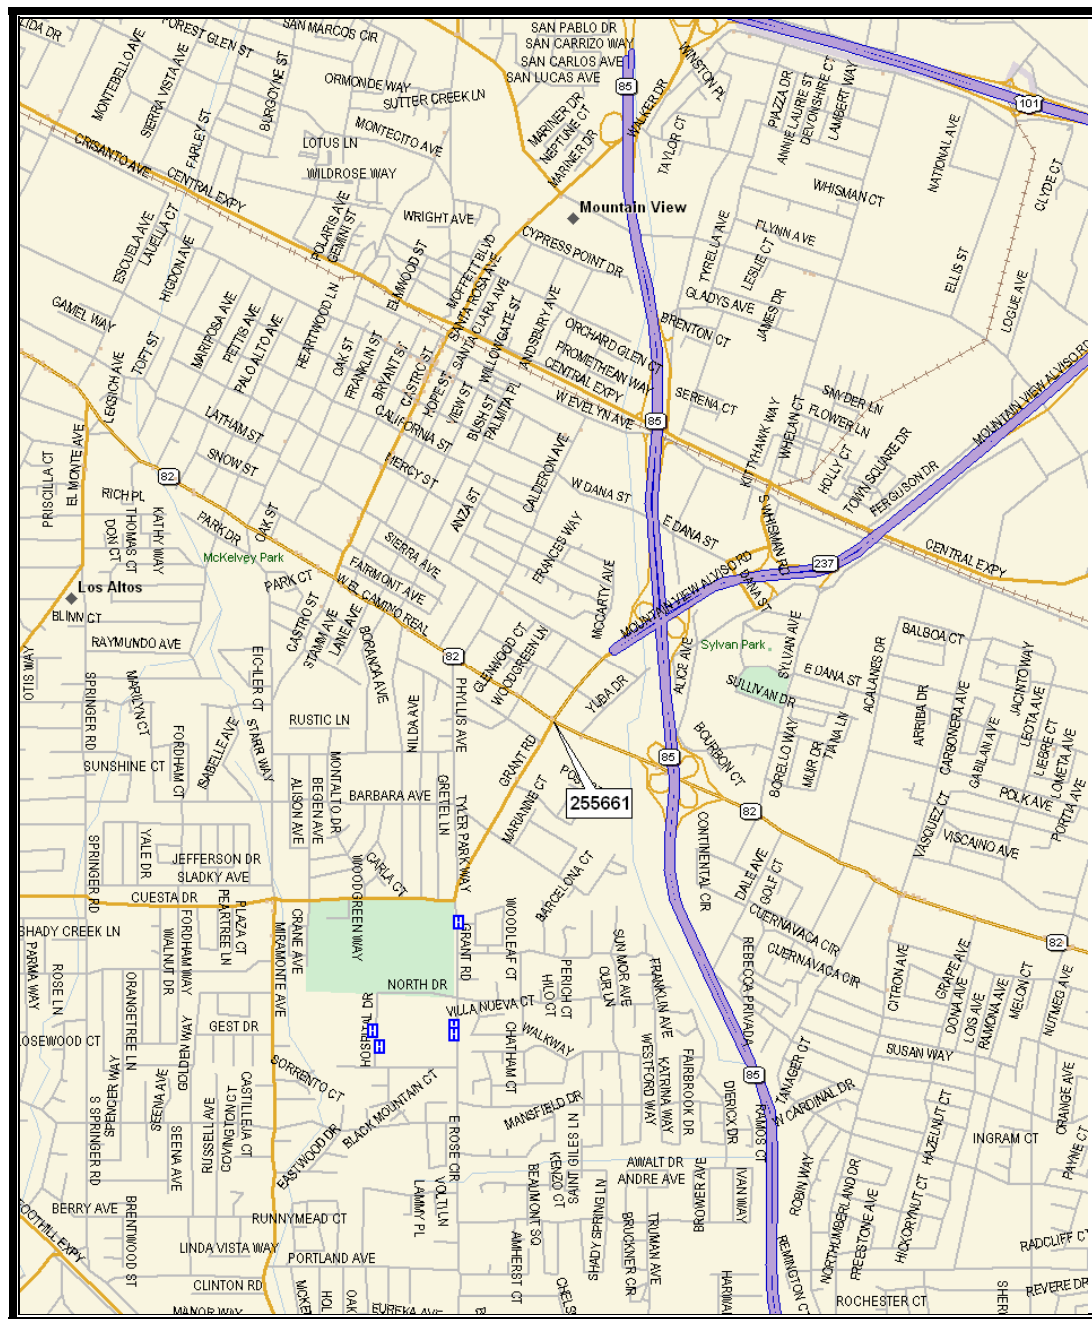 SAN MARCOS CIR
SAN PABLO DR
SAN CARRIZO WAY
SAN CARLOS AVE
SAN LUCAS AVE
FOREST GLEN ST
LIDA DR
MONTEBELLO AVE
SIERRA VISTA AVE
BURGOYNE ST
FARLEY ST
ORMONDE WAY
SUTTER CREEK LN
MONTECITO AVE
LOTUS LN
WILDROSE WAY
MARINER DR
NEPTUNE CT
MARINER DR
WALKER DR
WINSTON PL
TAYLOR CT
PIAZZA DR
ANNE LAURIE ST
DEVONSHIRE CT
LAMBERT WAY
85
101
NATIONAL AVE
CLYDE CT
CRISANTO AVE
CENTRAL EXPY
WHISMAN CT
WRIGHT AVE
Mountain View
CYPRESS POINT DR
FLYNN AVE
TYRELLA AVE
LESLIE CT
GLADYS AVE
JAMES DR
ELLIS ST
LOGUE AVE
ESCUELA AVE
LAUELLA CT
HIGDON AVE
POLARIS AVE
GEMINI ST
ELMWOOD ST
MOFFETT BLVD
SANTA ROSA AVE
SANTA CLARA AVE
WILLOWGATE ST
ANDSBURY AVE
BRENTON CT
ORCHARD GLEN CT
PROMETHEAN WAY
CENTRAL EXPY
W EVELYN AVE
SERENA CT
GAMEL WAY
TOFT ST
MARIPOSA AVE
PETTIS AVE
PALO ALTO AVE
HEARTWOOD LN
OAK ST
FRANKLIN ST
BRYANT ST
CASTRO ST
HOPE ST
VIEW ST
BUSH ST
PALMITA PL
LATHAM ST
SNOW ST
CALIFORNIA ST
MERCY ST
85
SNYDER LN
FLOWER LN
KITTYHAWK WAY
WHELAN CT
HOLLY CT
TOWN SQUARE DR
FERGUSON DR
MOUNTAIN VIEW ALVISO RD
LEKSICH AVE
EL MONTE AVE
PRISCILLA CT
82
RICH PL
KATHY WAY
THOMAS CT
DON CT
PARK DR
OAK ST
ANZA ST
CALDERON AVE
W DANA ST
E DANA ST
S WHISMAN RD
CENTRAL EXPY
McKelvey Park
PARK CT
SIERRA AVE
FAIRMONT AVE
W EL CAMINO REAL
FRANCES WAY
MCCARTY AVE
MOUNTAIN VIEW ALVISO RD
DANA ST
237
Los Altos
BLINN CT
RAYMUNDO AVE
CASTRO ST
STAMM AVE
LANE AVE
BORANDA AVE
NILDA AVE
82
GLENWOOD CT
WOODGREEN LN
YUBA DR
ALICE AVE
Sylvan Park
SYLVAN AVE
SULLIVAN DR
E DANA ST
BALBOA CT
ACALANES DR
ARRIBA DR
CARBONERA AVE
GABILAN AVE
JACINTO WAY
LEOTA AVE
LIEBRE CT
LOMETA AVE
PORTIA AVE
SPRINGER RD
MARILYN CT
FORDHAM CT
ISABELLE AVE
EICHLER CT
STARR WAY
RUSTIC LN
PHYLLIS AVE
GRANT RD
SUNSHINE CT
ALISON AVE
BEGEN AVE
MONTALTO DR
BARBARA AVE
GRETEL LN
TYLER PARK WAY
MARIANNE CT
255661
85
BOURBON CT
BORELLO WAY
MUIR DR
TIANA LN
82
POLK AVE
VASQUEZ CT
VISCAINO AVE
SPRINGER RD
YALE DR
JEFFERSON DR
SLADKY AVE
CARLA CT
WOODGREEN WAY
BARCELONA CT
CONTINENTAL CIR
DALE AVE
GOLF CT
CUESTA DR
SHADY CREEK LN
PARMA WAY
ROSE LN
ORANGETREE LN
WALNUT DR
FORDHAM WAY
PEARTREE LN
PLAZA CT
MIRAMONTE AVE
CRANE AVE
H
GRANT RD
WOODLEAF CT
CUERNAVACA CIR
CUERNAVACA CIR
82
NORTH DR
VILLA NUEVA CT
HILO CT
PERICH CT
OUR LN
SUN MOR AVE
FRANKLIN AVE
REBECCA PRIVADA
CITRON AVE
GRAPE AVE
DONA AVE
LOIS AVE
RAMONA AVE
MELON CT
NUTMEG AVE
GEST DR
GOLDEN WAY
HOSPITAL DR
H
H
H
H
CHATHAM CT
WALKWAY
SUSAN WAY
SPENCER WAY
SEENA AVE
SORRENTO CT
BLACK MOUNTAIN CT
WESTFORD WAY
KATRINA WAY
FAIRBROOK DR
DIERICX DR
85
TANAGER CT
W CARDINAL DR
RAMOS CT
HAZELNUT CT
ORANGE AVE
S SPRINGER RD
SEENA AVE
RUSSELL AVE
COVINGTON CT
CASTILLEJA CT
EASTWOOD DR
E ROSE CIR
MANSFIELD DR
INGRAM CT
PAYNE CT
BERRY AVE
BRENTWOOD ST
RUNNYMEAD CT
LAMMY PL
VOLTI LN
BEAUMONT SQ
KENZO CT
SAINT GILES LN
AWALT DR
ANDRE AVE
BROWER AVE
IVAN WAY
ROBIN WAY
NORTHUMBERLAND DR
FREESTONE AVE
HICKORYNUT CT
RADCLIFF CT
FOOTHILL EXPY
LINDA VISTA WAY
PORTLAND AVE
AMHERST CT
SHADY SPRING LN
BRUCKNER CIR
TRUMAN AVE
REMINGTON CT
REVERE DR
CLINTON RD
MANOR WAY
EUREKA AVE
ROCHESTER CT